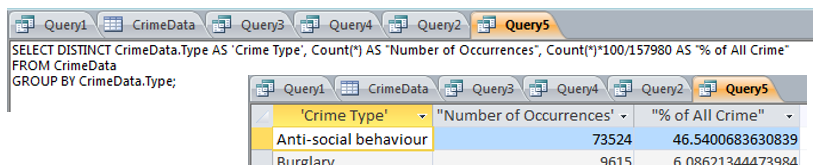 Query1 CrimeData Query3 Query4 Query2 Query5
SELECT DISTINCT CrimeData.Type AS 'Crime Type', Count(*) AS "Number of Occurrences", Count(*)*100/157980 AS "% of All Crime"
FROM CrimeData
GROUP BY CrimeData.Type;
Query1 CrimeData Query3 Query4 Query2 Query5
'Crime Type' "Number of Occurrences' "% of All Crime"
Anti-social behaviour 73524 46.5400683630839
Burglary 9615 6.08621344473984